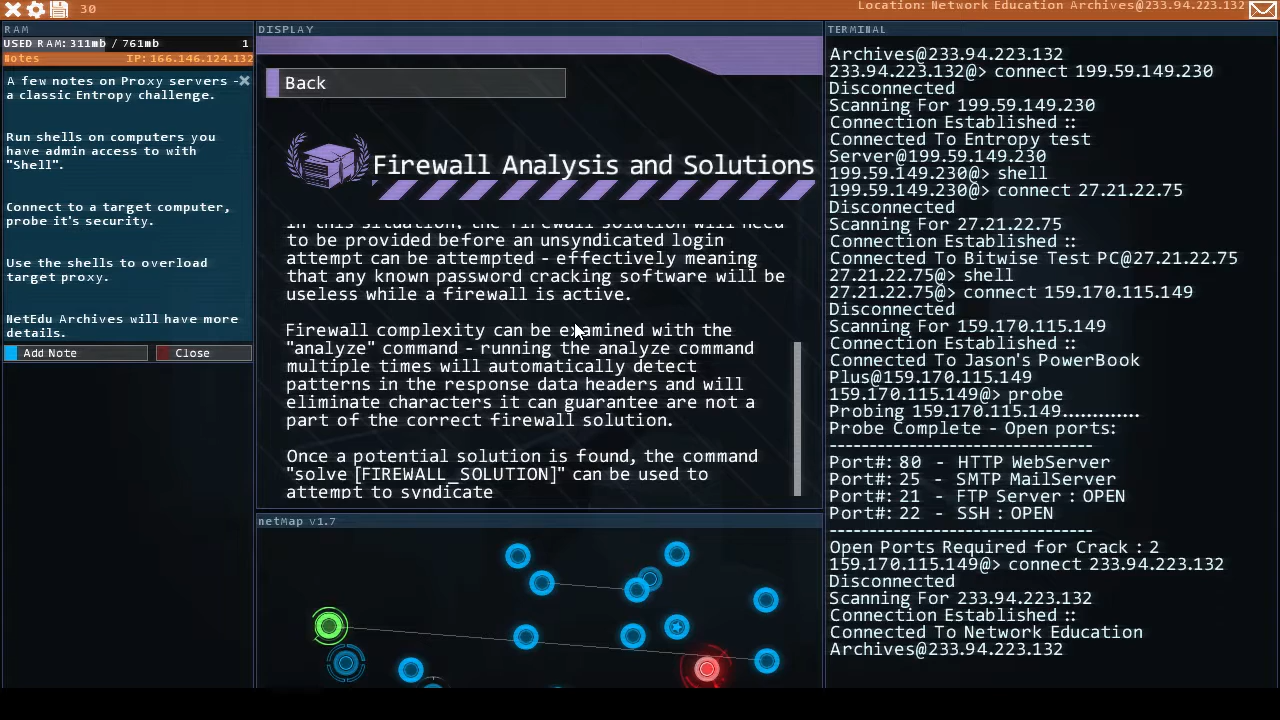 30
Location: Network Education Archives@233.94.223.132
RAM
USED RAM: 311mb / 761mb 1
Notes IP: 166.146.124.132
A few notes on Proxy servers -
a classic Entropy challenge.
Run shells on computers you
have admin access to with
"Shell".
Connect to a target computer,
probe it's security.
Use the shells to overload
target proxy.
NetEdu Archives will have more
details.
Add Note
Close
DISPLAY
Back
Firewall Analysis and Solutions
In this situation, the firewall solution will need
to be provided before an unsyndicated login
attempt can be attempted - effectively meaning
that any known password cracking software will be
useless while a firewall is active.
Firewall complexity can be examined with the
"analyze" command - running the analyze command
multiple times will automatically detect
patterns in the response data headers and will
eliminate characters it can guarantee are not a
part of the correct firewall solution.
Once a potential solution is found, the command
"solve [FIREWALL_SOLUTION]" can be used to
attempt to syndicate
netMap v1.7
TERMINAL
Archives@233.94.223.132
233.94.223.132@> connect 199.59.149.230
Disconnected
Scanning For 199.59.149.230
Connection Established ::
Connected To Entropy test
Server@199.59.149.230
199.59.149.230@> shell
199.59.149.230@> connect 27.21.22.75
Disconnected
Scanning For 27.21.22.75
Connection Established ::
Connected To Bitwise Test PC@27.21.22.75
27.21.22.75@> shell
27.21.22.75@> connect 159.170.115.149
Disconnected
Scanning For 159.170.115.149
Connection Established ::
Connected To Jason's PowerBook
Plus@159.170.115.149
159.170.115.149@> probe
Probing 159.170.115.149.............
Probe Complete - Open ports:
---------------------------------
Port#: 80 - HTTP WebServer
Port#: 25 - SMTP MailServer
Port#: 21 - FTP Server : OPEN
Port#: 22 - SSH : OPEN
---------------------------------
Open Ports Required for Crack : 2
159.170.115.149@> connect 233.94.223.132
Disconnected
Scanning For 233.94.223.132
Connection Established ::
Connected To Network Education
Archives@233.94.223.132